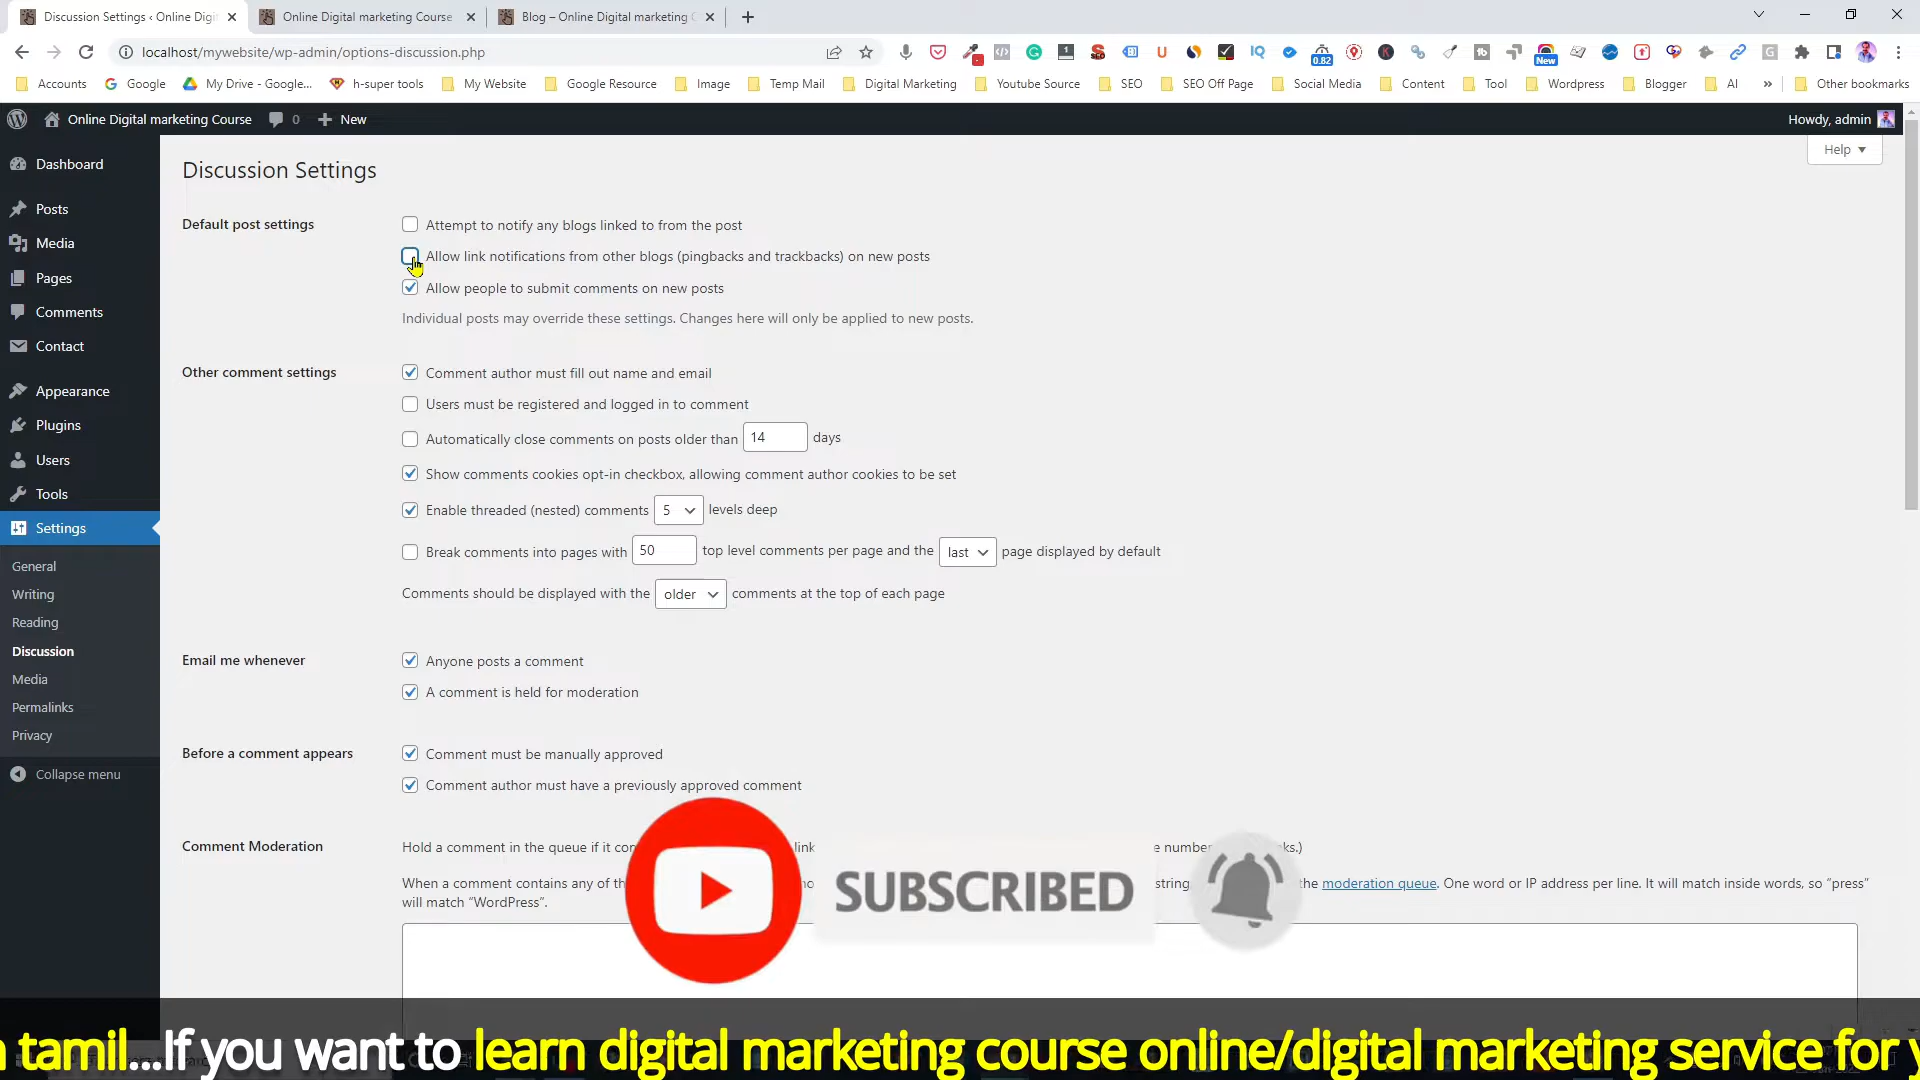 Discussion Settings ‹ Online Digi
Online Digital marketing Course
Blog – Online Digital marketing C
localhost/mywebsite/wp-admin/options-discussion.php
0.82
New
Accounts
Google
My Drive - Google...
h-super tools
My Website
Google Resource
Image
Temp Mail
Digital Marketing
Youtube Source
SEO
SEO Off Page
Social Media
Content
Tool
Wordpress
Blogger
AI
»
Other bookmarks
Online Digital marketing Course
0
New
Howdy, admin
Help
Dashboard
Posts
Media
Pages
Comments
Contact
Appearance
Plugins
Users
Tools
Settings
General
Writing
Reading
Discussion
Media
Permalinks
Privacy
Collapse menu
Discussion Settings
Default post settings
Attempt to notify any blogs linked to from the post
Allow link notifications from other blogs (pingbacks and trackbacks) on new posts
Allow people to submit comments on new posts
Individual posts may override these settings. Changes here will only be applied to new posts.
Other comment settings
Comment author must fill out name and email
Users must be registered and logged in to comment
Automatically close comments on posts older than 14 days
Show comments cookies opt-in checkbox, allowing comment author cookies to be set
Enable threaded (nested) comments 5 levels deep
Break comments into pages with 50 top level comments per page and the last page displayed by default
Comments should be displayed with the older comments at the top of each page
Email me whenever
Anyone posts a comment
A comment is held for moderation
Before a comment appears
Comment must be manually approved
Comment author must have a previously approved comment
Comment Moderation
Hold a comment in the queue if it con link e number ks.)
When a comment contains any of th string the moderation queue. One word or IP address per line. It will match inside words, so “press”
will match “WordPress”.
SUBSCRIBED
tamil...If you want to learn digital marketing course online/digital marketing service for